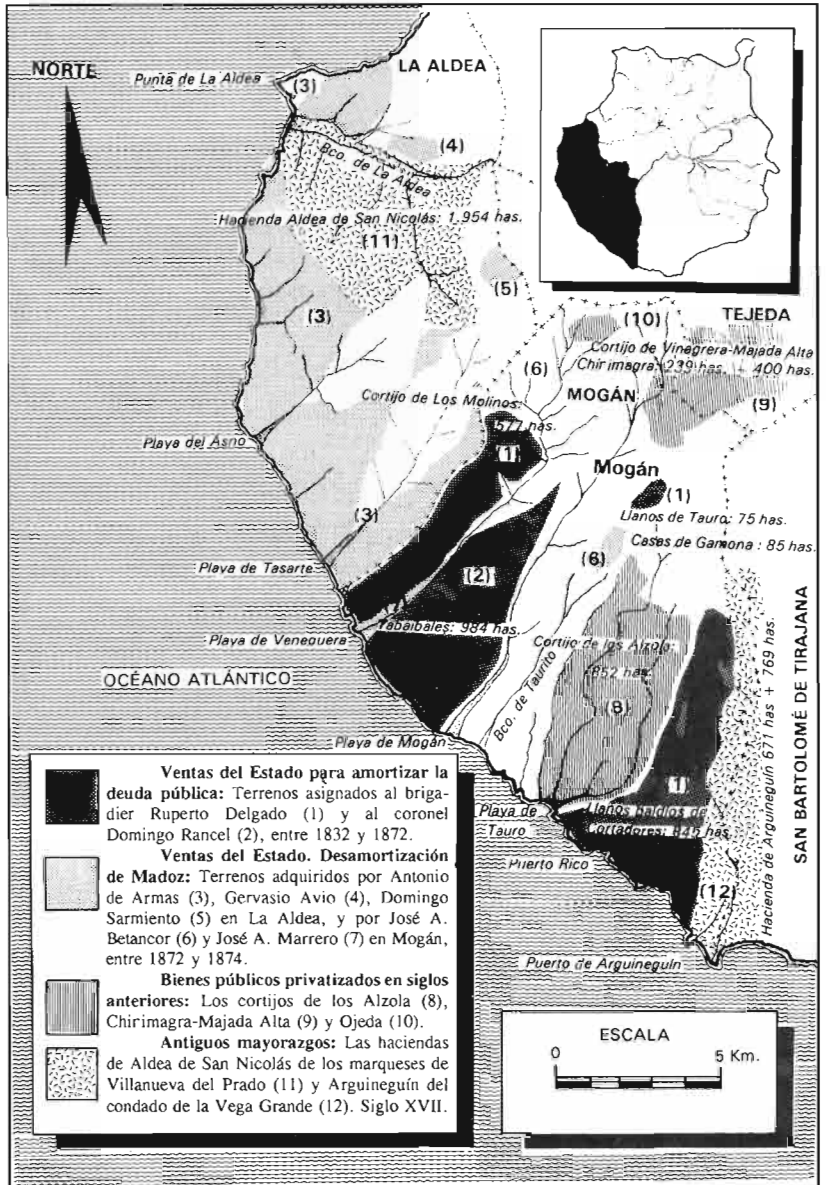 NORTE
Punta de La Aldea
LA ALDEA
(3)
(4)
Bco. de La Aldea
Hacienda Aldea de San Nicolás: 1.954 has.
(11)
(5)
(3)
(10)
TEJEDA
Cortijo de Vinagrera-Majada Alta
Chirimagra: 239 has. + 400 has.
(6)
MOGÁN
(9)
Cortijo de Los Molinos:
577 has.
Playa del Asno
(1)
Mogán
(1)
Llanos de Tauro: 75 has.
(3)
Casas de Gamona : 85 has.
Playa de Tasarte
(2)
(6)
(7)
Tabaibales: 984 has.
Playa de Veneguera
Cortijo de los Alzola:
852 has.
OCÉANO ATLÁNTICO
Bco. de Taurito
(8)
Playa de Mogán
(1)
Playa de
Tauro
Llanos baldíos de
Cortadores: 845 has.
Puerto Rico
(12)
Puerto de Arguineguín
Hacienda de Arguineguín 671 has + 769 has.
SAN BARTOLOMÉ DE TIRAJANA
Ventas del Estado para amortizar la
deuda pública: Terrenos asignados al briga-
dier Ruperto Delgado (1) y al coronel
Domingo Rancel (2), entre 1832 y 1872.
Ventas del Estado. Desamortización
de Madoz: Terrenos adquiridos por Antonio
de Armas (3), Gervasio Avio (4), Domingo
Sarmiento (5) en La Aldea, y por José A.
Betancor (6) y José A. Marrero (7) en Mogán,
entre 1872 y 1874.
Bienes públicos privatizados en siglos
anteriores: Los cortijos de los Alzola (8),
Chirimagra-Majada Alta (9) y Ojeda (10).
Antiguos mayorazgos: Las haciendas
de Aldea de San Nicolás de los marqueses de
Villanueva del Prado (11) y Arguineguín del
condado de la Vega Grande (12). Siglo XVII.
ESCALA
0 5 Km.